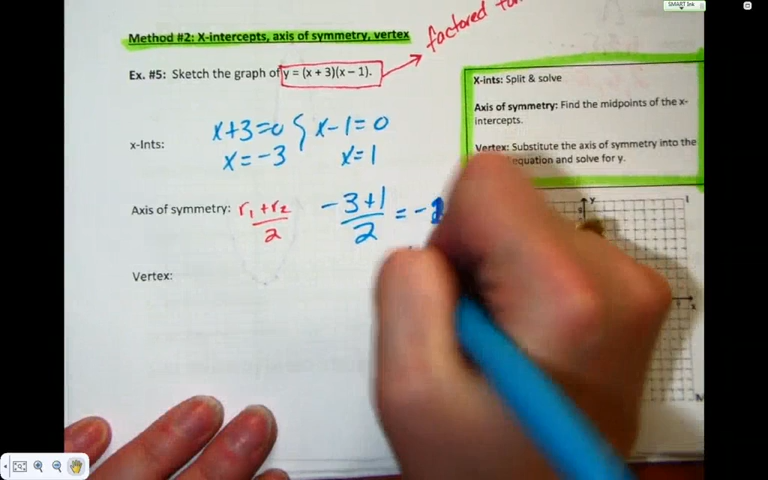 SMART Ink
Method #2: X-intercepts, axis of symmetry, vertex
factored
Ex. #5: Sketch the graph of y = (x + 3)(x – 1).
X-ints: Split & solve
Axis of symmetry: Find the midpoints of the x-
intercepts.
Vertex: Substitute the axis of symmetry into the
equation and solve for y.
x+3=0 { x-1=0
x-Ints:
x=-3 x=1
Axis of symmetry: r₁+r₂/2 -3+1/2 = -
y
x
Vertex: